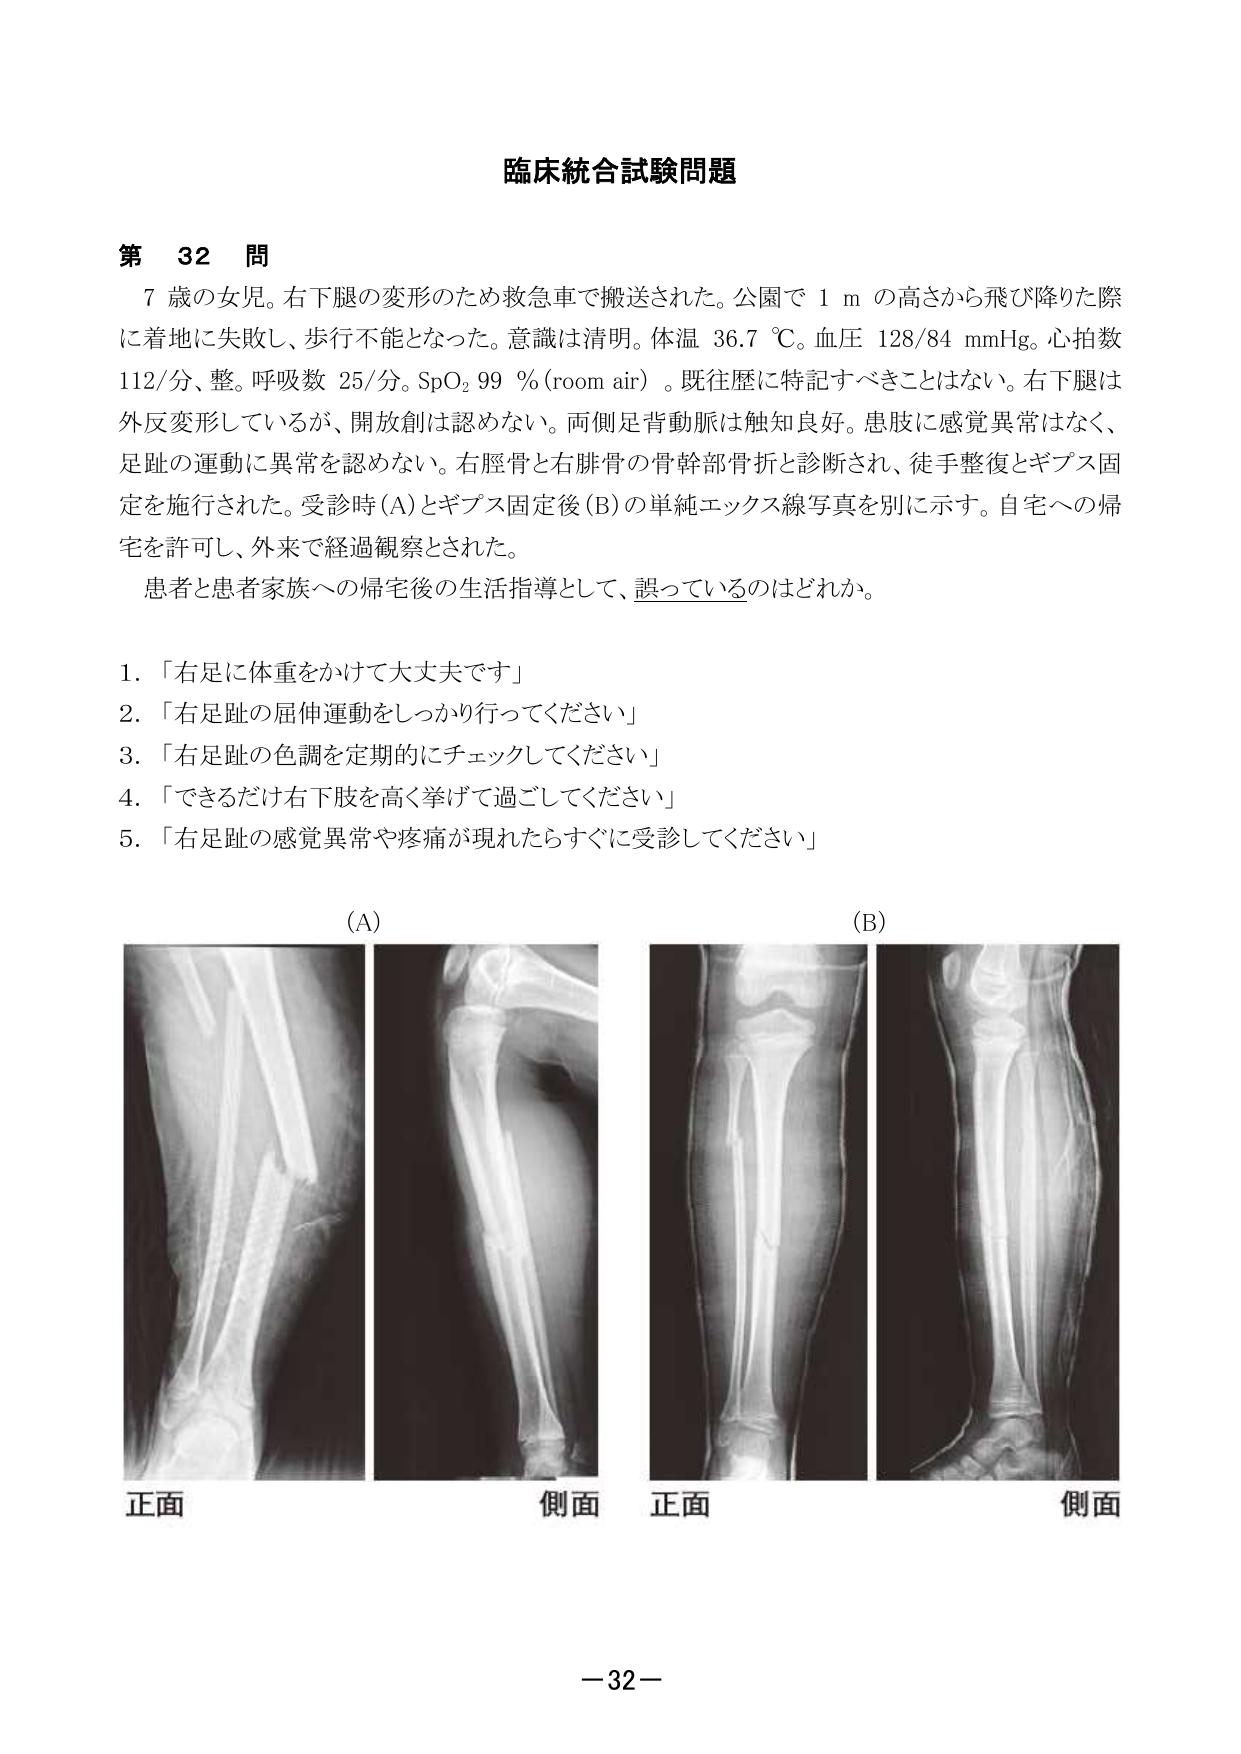 臨床統合試験問題
第 32 問
7 歳の女児。右下腿の変形のため救急車で搬送された。公園で 1 m の高さから飛び降りた際
に着地に失敗し、歩行不能となった。意識は清明。体温 36.7 ℃。血圧 128/84 mmHg。心拍数
112/分、整。呼吸数 25/分。SpO₂ 99 %(room air) 。既往歴に特記すべきことはない。右下腿は
外反変形しているが、開放創は認めない。両側足背動脈は触知良好。患肢に感覚異常はなく、
足趾の運動に異常を認めない。右脛骨と右腓骨の骨幹部骨折と診断され、徒手整復とギプス固
定を施行された。受診時(A)とギプス固定後(B)の単純エックス線写真を別に示す。自宅への帰
宅を許可し、外来で経過観察とされた。
患者と患者家族への帰宅後の生活指導として、誤っているのはどれか。
1. 「右足に体重をかけて大丈夫です」
2. 「右足趾の屈伸運動をしっかり行ってください」
3. 「右足趾の色調を定期的にチェックしてください」
4. 「できるだけ右下肢を高く挙げて過ごしてください」
5. 「右足趾の感覚異常や疼痛が現れたらすぐに受診してください」
(A) (B)
正面 側面 正面 側面
－32－